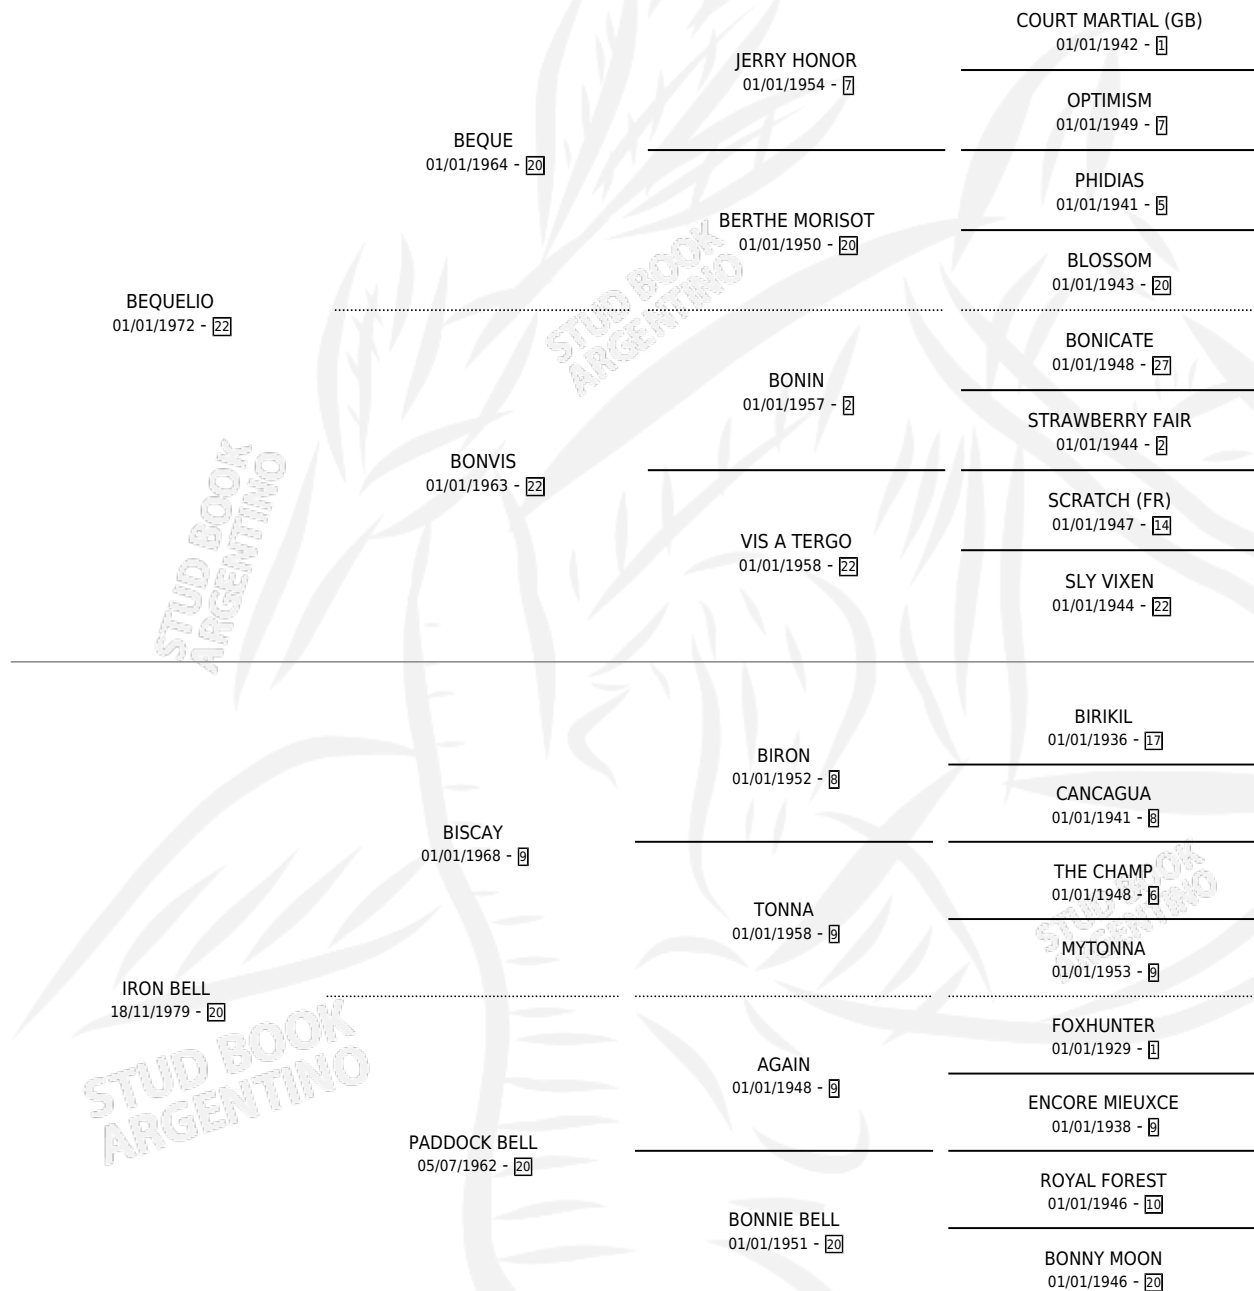 COURT MARTIAL (GB)
01/01/1942 - 1
JERRY HONOR
01/01/1954 - 7
OPTIMISM
01/01/1949 - 7
BEQUE
01/01/1964 - 20
PHIDIAS
01/01/1941 - 5
BERTHE MORISOT
01/01/1950 - 20
BLOSSOM
01/01/1943 - 20
BEQUELIO
01/01/1972 - 22
BONICATE
01/01/1948 - 27
BONIN
01/01/1957 - 2
STRAWBERRY FAIR
01/01/1944 - 2
BONVIS
01/01/1963 - 22
SCRATCH (FR)
01/01/1947 - 14
VIS A TERGO
01/01/1958 - 22
SLY VIXEN
01/01/1944 - 22
BIRIKIL
01/01/1936 - 17
BIRON
01/01/1952 - 8
CANCAGUA
01/01/1941 - 8
BISCAY
01/01/1968 - 9
THE CHAMP
01/01/1948 - 6
TONNA
01/01/1958 - 9
MYTONNA
01/01/1953 - 9
IRON BELL
18/11/1979 - 20
FOXHUNTER
01/01/1929 - 1
AGAIN
01/01/1948 - 9
ENCORE MIEUXCE
01/01/1938 - 9
PADDOCK BELL
05/07/1962 - 20
ROYAL FOREST
01/01/1946 - 10
BONNIE BELL
01/01/1951 - 20
BONNY MOON
01/01/1946 - 20
STUD BOOK
ARGENTINO
STUD BOOK
ARGENTINO
STUD BOOK
ARGENTINO
STUD BOOK
ARGENTINO